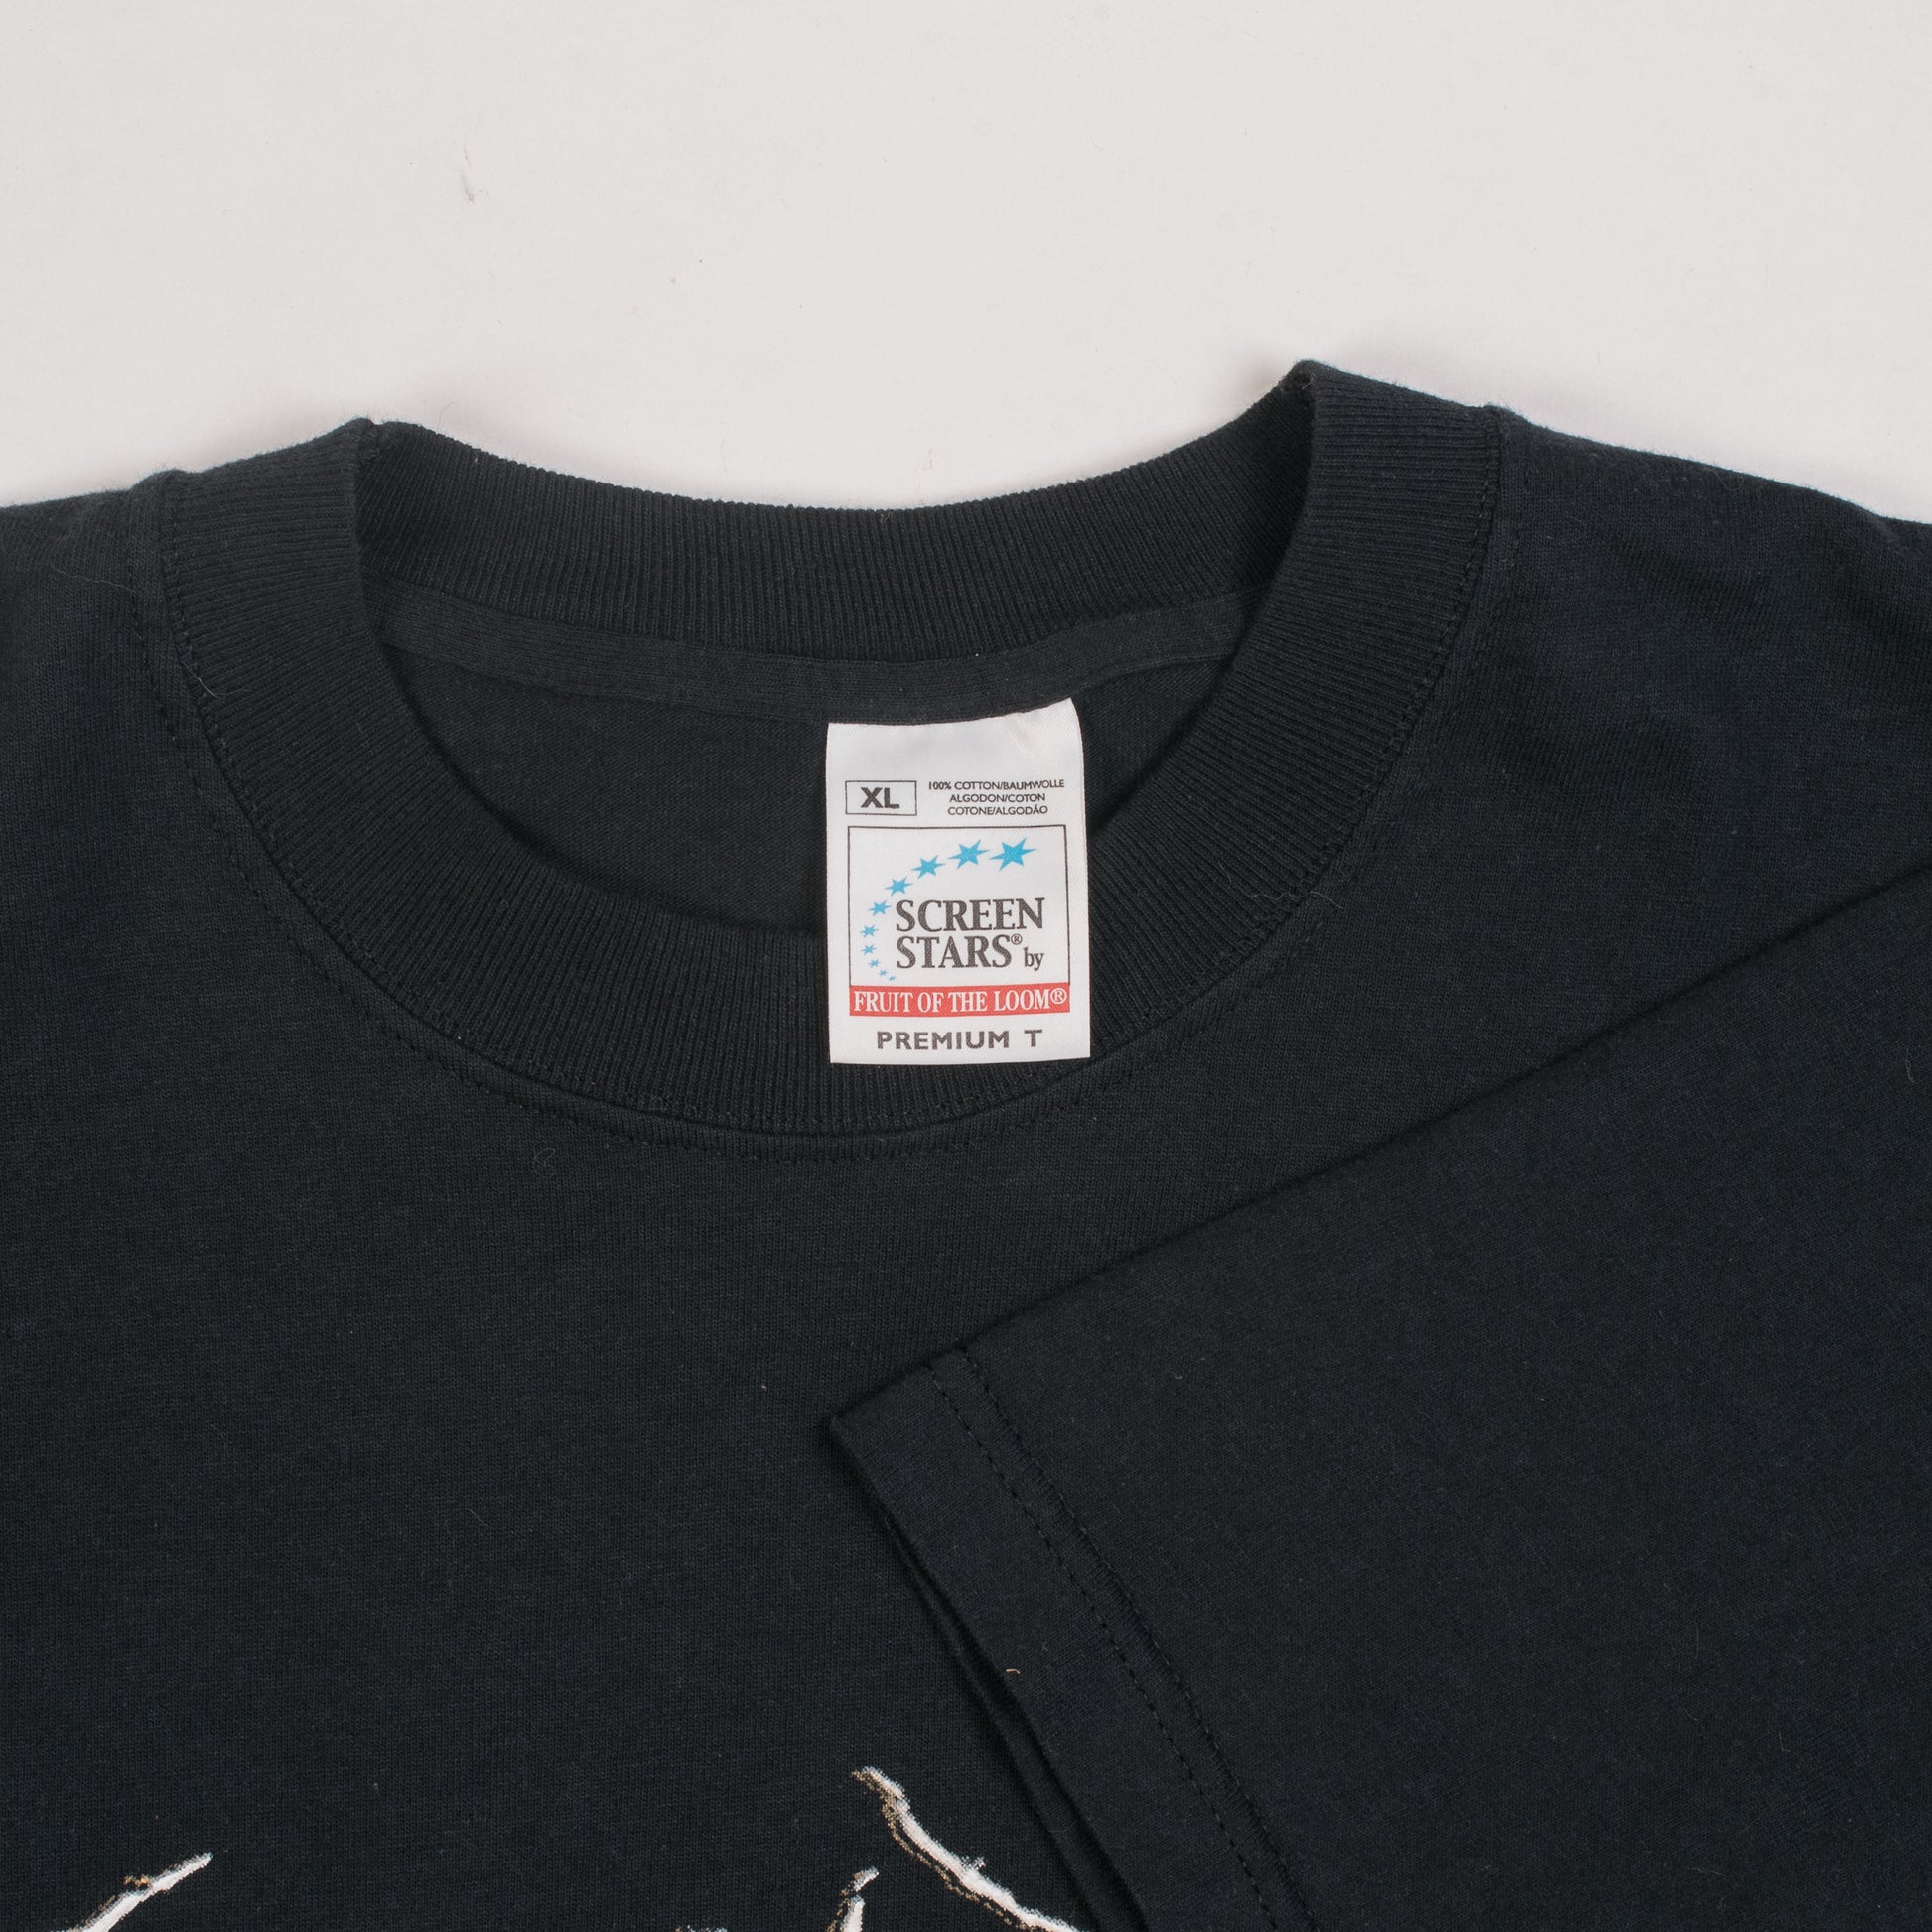 XL
100% COTTON/BAUMWOLLE
ALGODON/COTON
COTONE/ALGODÃO
SCREEN
STARS® by
FRUIT OF THE LOOM®
PREMIUM T